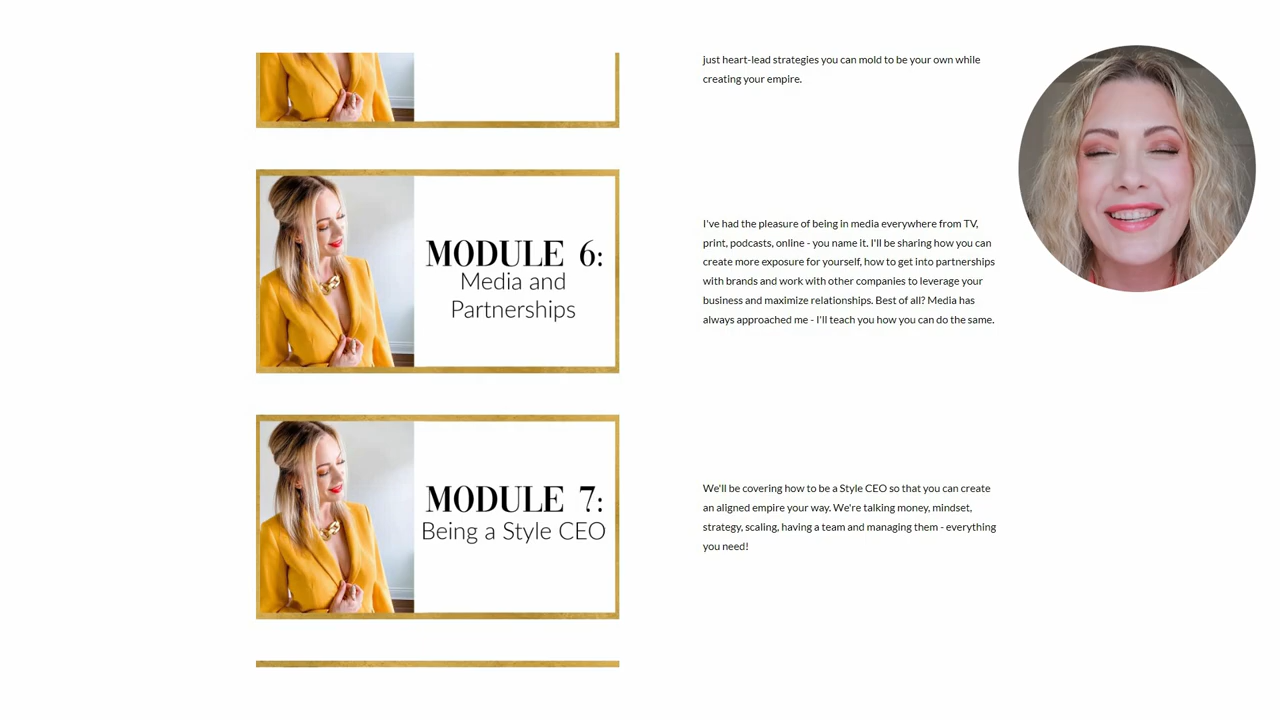 just heart-lead strategies you can mold to be your own while
creating your empire.
MODULE 6:
Media and
Partnerships
I've had the pleasure of being in media everywhere from TV,
print, podcasts, online - you name it. I'll be sharing how you can
create more exposure for yourself, how to get into partnerships
with brands and work with other companies to leverage your
business and maximize relationships. Best of all? Media has
always approached me - I'll teach you how you can do the same.
MODULE 7:
Being a Style CEO
We'll be covering how to be a Style CEO so that you can create
an aligned empire your way. We're talking money, mindset,
strategy, scaling, having a team and managing them - everything
you need!